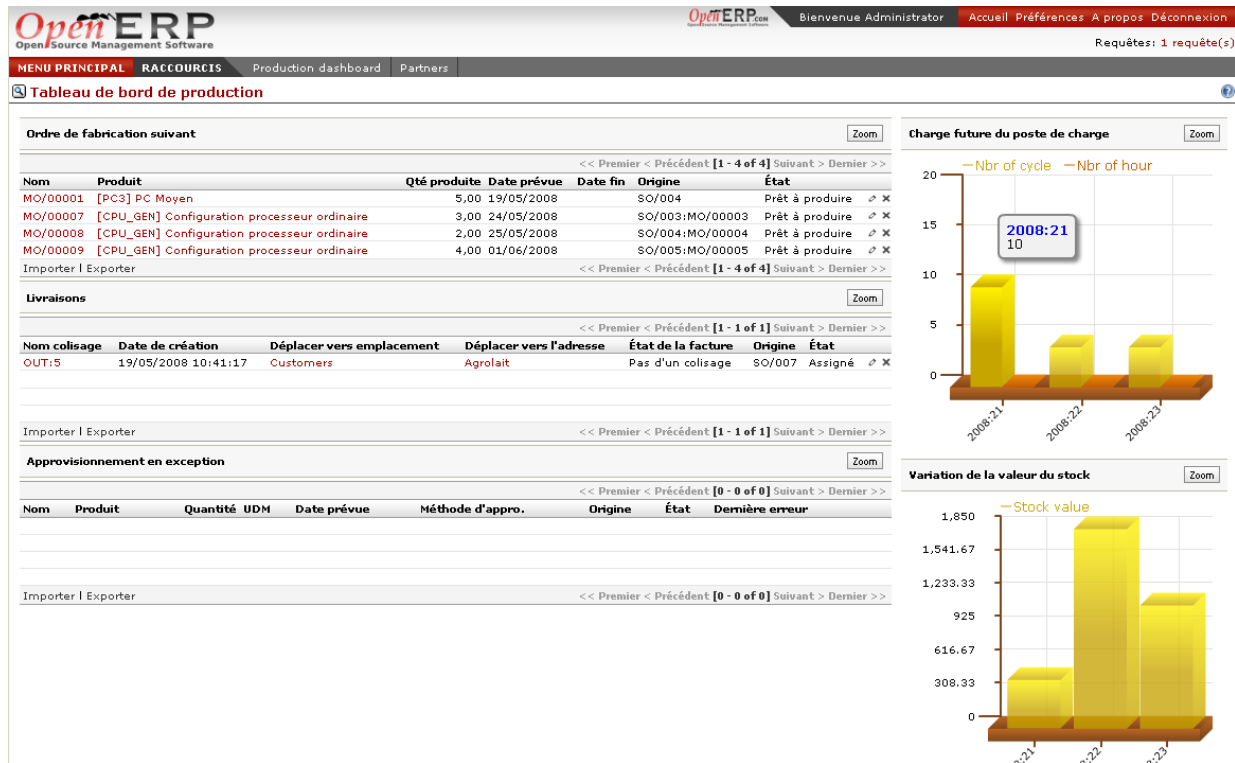 Open ERP
Open Source Management Software
OpenERP.com Bienvenue Administrator Accueil Préférences A propos Déconnexion
Requêtes: 1 requête(s)
MENU PRINCIPAL RACCOURCIS Production dashboard Partners
Tableau de bord de production
Ordre de fabrication suivant Zoom
<< Premier < Précédent [1 - 4 of 4] Suivant > Dernier >>
Nom Produit Qté produite Date prévue Date fin Origine État
MO/00001 [PC3] PC Moyen 5,00 19/05/2008 SO/004 Prêt à produire
MO/00007 [CPU_GEN] Configuration processeur ordinaire 3,00 24/05/2008 SO/003:MO/00003 Prêt à produire
MO/00008 [CPU_GEN] Configuration processeur ordinaire 2,00 25/05/2008 SO/004:MO/00004 Prêt à produire
MO/00009 [CPU_GEN] Configuration processeur ordinaire 4,00 01/06/2008 SO/005:MO/00005 Prêt à produire
Importer | Exporter << Premier < Précédent [1 - 4 of 4] Suivant > Dernier >>
Livraisons Zoom
<< Premier < Précédent [1 - 1 of 1] Suivant > Dernier >>
Nom colisage Date de création Déplacer vers emplacement Déplacer vers l'adresse État de la facture Origine État
OUT:5 19/05/2008 10:41:17 Customers Agrolait Pas d'un colisage SO/007 Assigné
Importer | Exporter << Premier < Précédent [1 - 1 of 1] Suivant > Dernier >>
Approvisionnement en exception Zoom
<< Premier < Précédent [0 - 0 of 0] Suivant > Dernier >>
Nom Produit Quantité UDM Date prévue Méthode d'appro. Origine État Dernière erreur
Importer | Exporter << Premier < Précédent [0 - 0 of 0] Suivant > Dernier >>
Charge future du poste de charge Zoom
Nbr of cycle Nbr of hour
20
15
10
5
0
2008:21
10
2008:21 2008:22 2008:23
Variation de la valeur du stock Zoom
Stock value
1,850
1,541.67
1,233.33
925
616.67
308.33
0